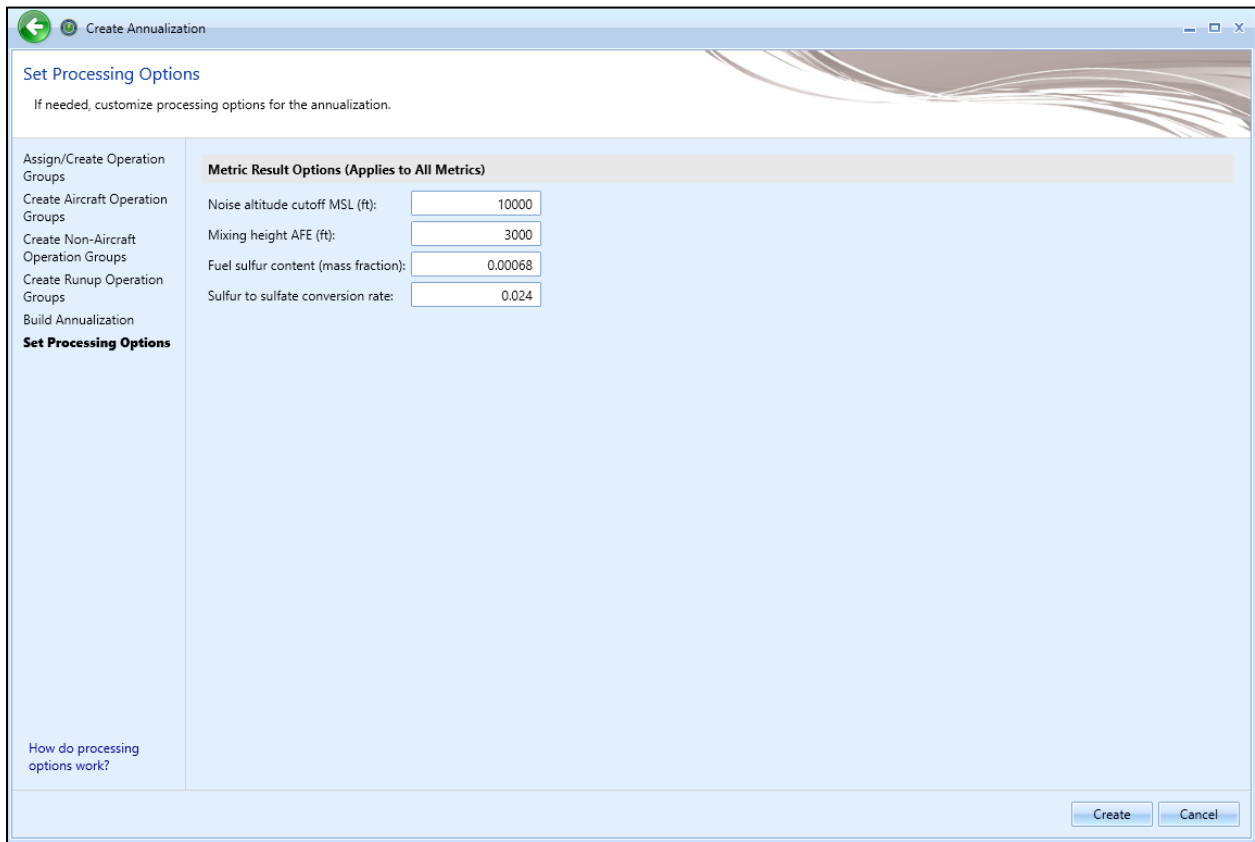 Create Annualization
Set Processing Options
If needed, customize processing options for the annualization.
Assign/Create Operation
Groups
Create Aircraft Operation
Groups
Create Non-Aircraft
Operation Groups
Create Runup Operation
Groups
Build Annualization
Set Processing Options
How do processing
options work?
Metric Result Options (Applies to All Metrics)
Noise altitude cutoff MSL (ft): 10000
Mixing height AFE (ft): 3000
Fuel sulfur content (mass fraction): 0.00068
Sulfur to sulfate conversion rate: 0.024
Create Cancel